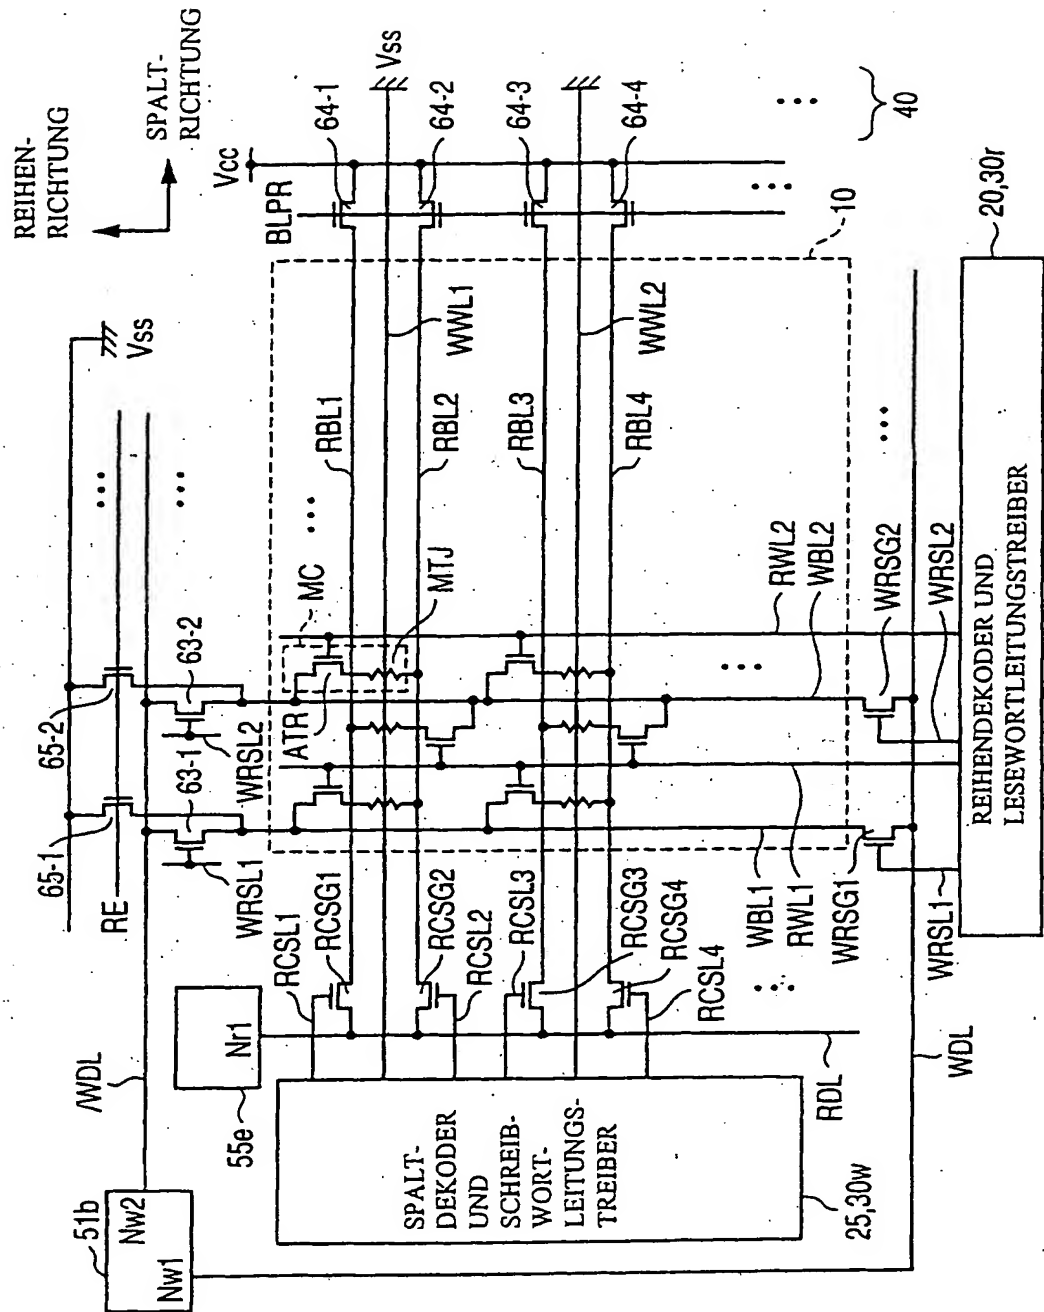 REIHEN-
RICHTUNG
SPALT-
RICHTUNG
Vcc
BLPR
64-1
Vss
64-2
64-3
64-4
40
10
20,30r
Vss
WWL1
WWL2
RBL1
RBL2
RBL3
RBL4
MC
MTJ
ATR
RWL2
WBL2
WRSG2
WRSL2
65-2
63-2
WRSL2
65-1
63-1
RE
WRSL1
WBL1
RWL1
WRSG1
WRSL1
REIHENDEKODER UND
LESEWORTLEITUNGSTREIBER
RCSL1
RCSG1
RCSG2
RCSL2
RCSL3
RCSG3
RCSG4
RCSL4
/WDL
Nr1
55e
RDL
WDL
51b
Nw2
Nw1
SPALT-
DEKODER
UND
SCHREIB-
WORT-
LEITUNGS-
TREIBER
25,30w